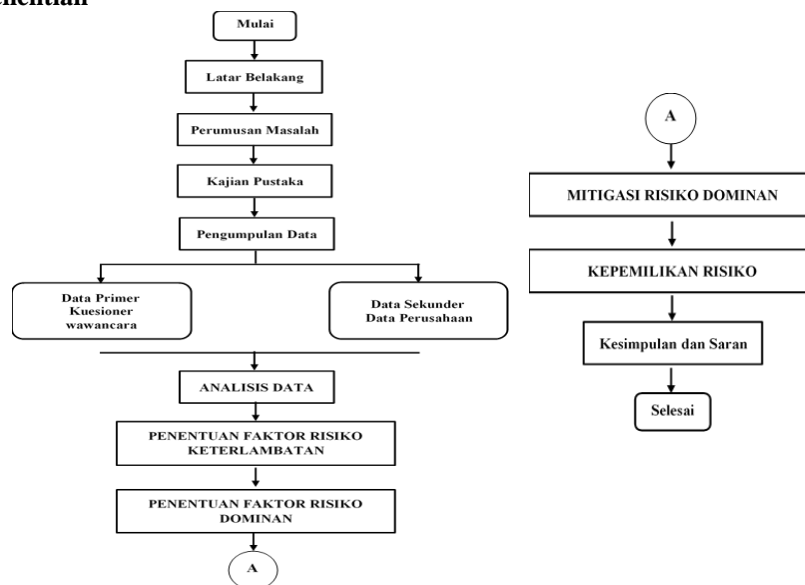 Mulai
Latar Belakang
Perumusan Masalah
Kajian Pustaka
Pengumpulan Data
Data Primer
Kuesioner
wawancara
Data Sekunder
Data Perusahaan
ANALISIS DATA
PENENTUAN FAKTOR RISIKO
KETERLAMBATAN
PENENTUAN FAKTOR RISIKO
DOMINAN
A
A
MITIGASI RISIKO DOMINAN
KEPEMILIKAN RISIKO
Kesimpulan dan Saran
Selesai